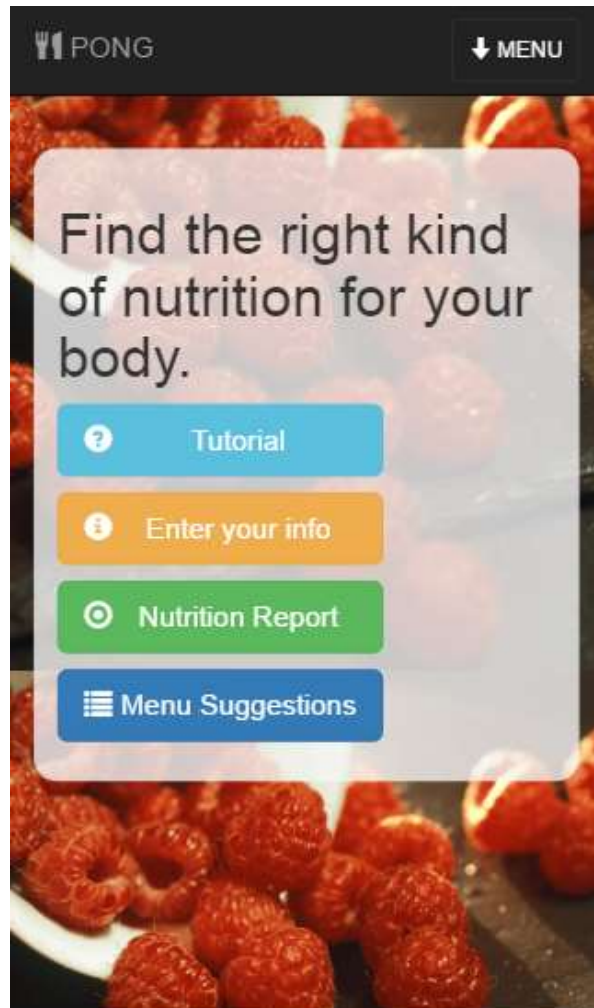 PONG
MENU
Find the right kind
of nutrition for your
body.
Tutorial
Enter your info
Nutrition Report
Menu Suggestions